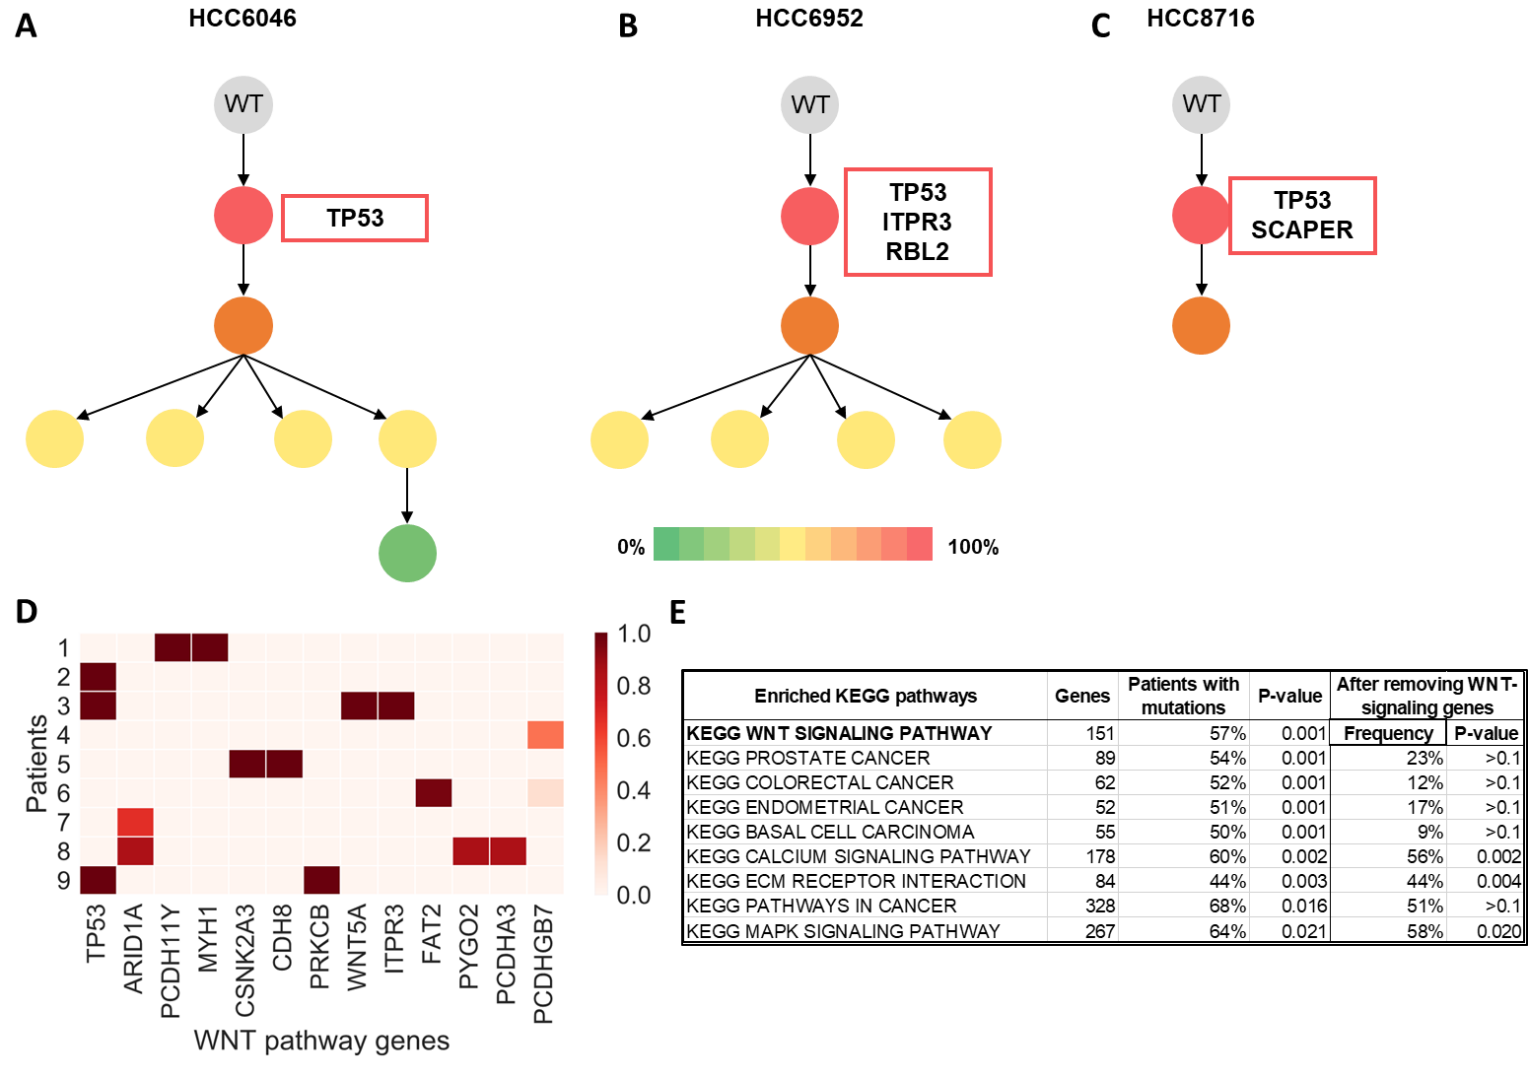 A
HCC6046
B
HCC6952
C
HCC8716
WT
WT
WT
TP53
TP53
ITPR3
RBL2
TP53
SCAPER
0%
100%
D
1
2
3
4
5
6
7
8
9
Patients
TP53
ARID1A
PCDH11Y
MYH1
CSNK2A3
CDH8
PRKCB
WNT5A
ITPR3
FAT2
PYGO2
PCDHA3
PCDHGB7
WNT pathway genes
1.0
0.8
0.6
0.4
0.2
0.0
E
Enriched KEGG pathways Genes Patients with mutations P-value After removing WNT-signaling genes
KEGG WNT SIGNALING PATHWAY 151 57% 0.001 Frequency P-value
KEGG PROSTATE CANCER 89 54% 0.001 23% >0.1
KEGG COLORECTAL CANCER 62 52% 0.001 12% >0.1
KEGG ENDOMETRIAL CANCER 52 51% 0.001 17% >0.1
KEGG BASAL CELL CARCINOMA 55 50% 0.001 9% >0.1
KEGG CALCIUM SIGNALING PATHWAY 178 60% 0.002 56% 0.002
KEGG ECM RECEPTOR INTERACTION 84 44% 0.003 44% 0.004
KEGG PATHWAYS IN CANCER 328 68% 0.016 51% >0.1
KEGG MAPK SIGNALING PATHWAY 267 64% 0.021 58% 0.020